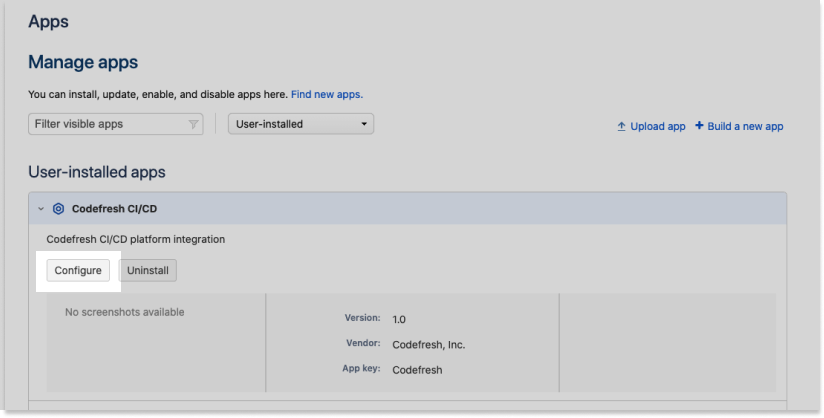 Apps
Manage apps
You can install, update, enable, and disable apps here. Find new apps.
Filter visible apps
User-installed
Upload app
Build a new app
User-installed apps
Codefresh CI/CD
Codefresh CI/CD platform integration
Configure
Uninstall
No screenshots available
Version: 1.0
Vendor: Codefresh, Inc.
App key: Codefresh